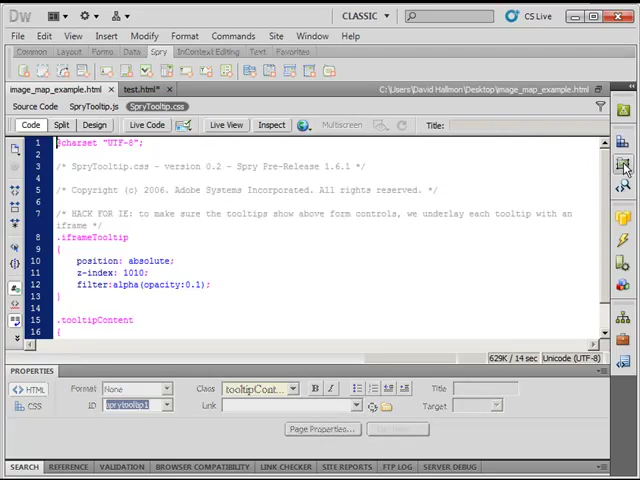 Dw CLASSIC CS Live
File Edit View Insert Modify Format Commands Site Window Help
Common Layout Forms Data Spry InContext Editing Text Favorites
image_map_example.html × test.html* × C:\Users\David Hallmon\Desktop\image_map_example.html
Source Code SpryTooltip.js SpryTooltip.css
Code Split Design Live Code Live View Inspect Multiscreen Title:
1 @charset "UTF-8";
2
3 /* SpryTooltip.css - version 0.2 - Spry Pre-Release 1.6.1 */
4
5 /* Copyright (c) 2006. Adobe Systems Incorporated. All rights reserved. */
6
7 /* HACK FOR IE: to make sure the tooltips show above form controls, we underlay each tooltip with an
iframe */
8 .iframeTooltip
9 {
10 position: absolute;
11 z-index: 1010;
12 filter:alpha(opacity:0.1);
13 }
14
15 .tooltipContent
16 {
629K / 14 sec Unicode (UTF-8)
PROPERTIES
HTML Format None Class tooltipCont... B I Title
CSS ID sprytooltip1 Link Target
Page Properties...
SEARCH REFERENCE VALIDATION BROWSER COMPATIBILITY LINK CHECKER SITE REPORTS FTP LOG SERVER DEBUG